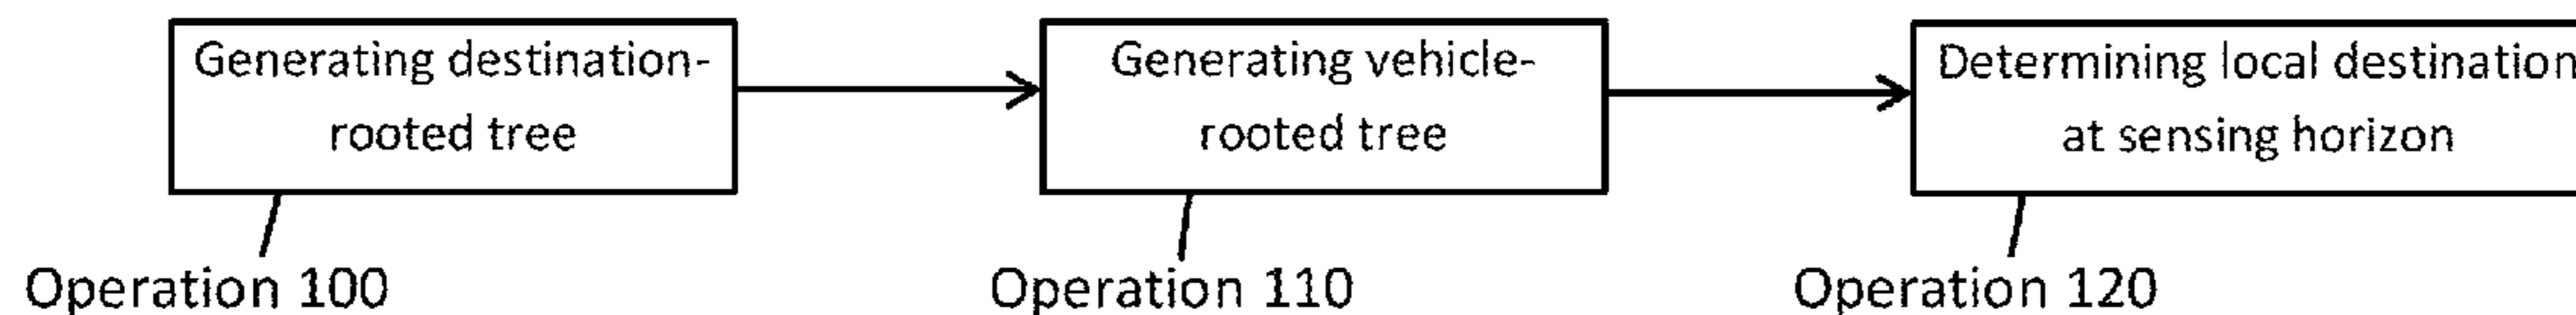 Generating destination-
rooted tree
Generating vehicle-
rooted tree
Determining local destination
at sensing horizon
Operation 100
Operation 110
Operation 120